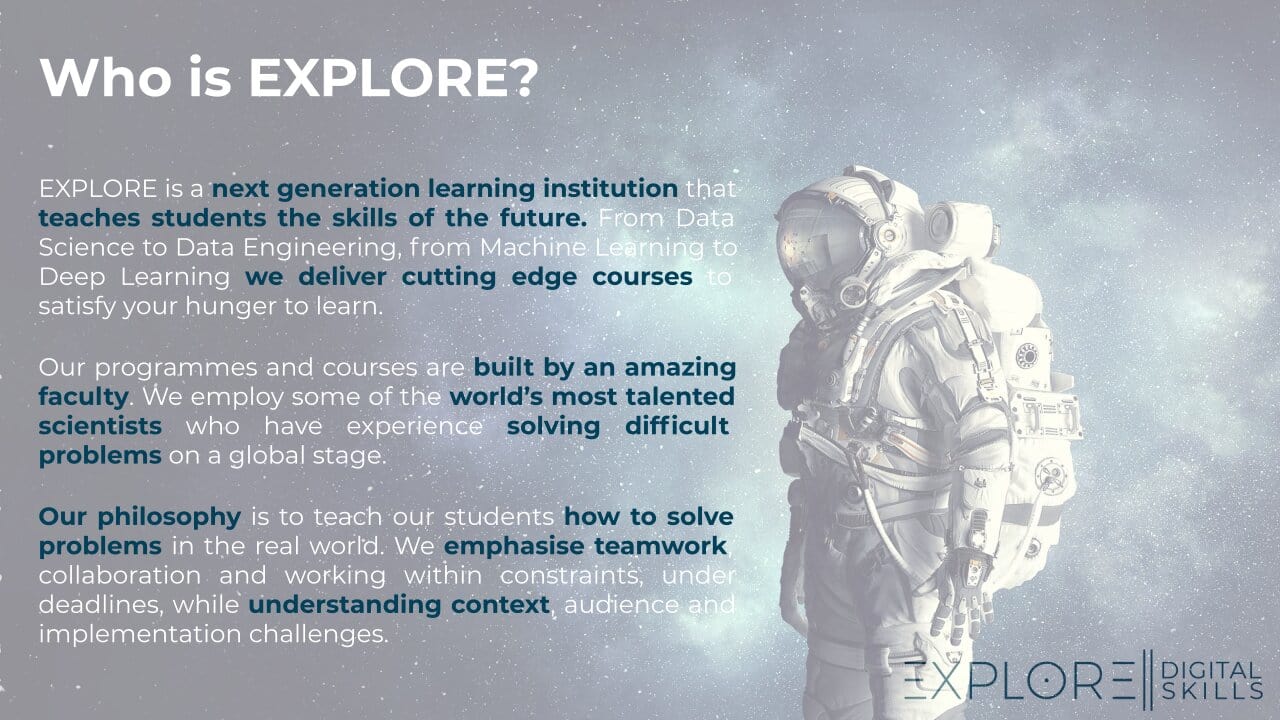 Who is EXPLORE?
EXPLORE is a next generation learning institution that
teaches students the skills of the future. From Data
Science to Data Engineering, from Machine Learning to
Deep Learning we deliver cutting edge courses to
satisfy your hunger to learn.
Our programmes and courses are built by an amazing
faculty. We employ some of the world’s most talented
scientists who have experience solving difficult
problems on a global stage.
Our philosophy is to teach our students how to solve
problems in the real world. We emphasise teamwork,
collaboration and working within constraints, under
deadlines, while understanding context, audience and
implementation challenges.
EXPLORE
DIGITAL
SKILLS